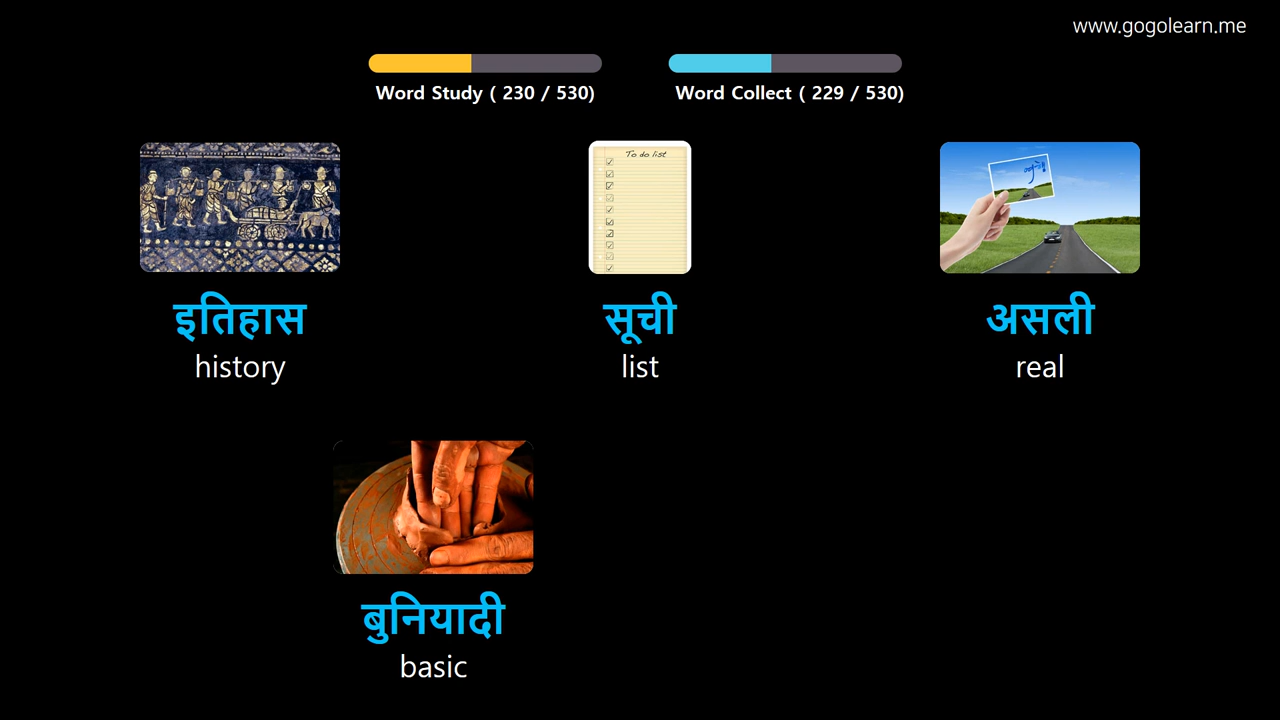 www.gogolearn.me
Word Study ( 230 / 530)
Word Collect ( 229 / 530)
To do list
इतिहास
history
सूची
list
असली
real
बुनियादी
basic